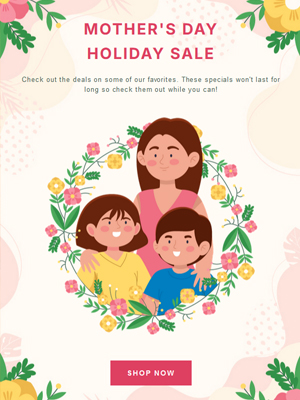 MOTHER'S DAY
HOLIDAY SALE
Check out the deals on some of our favorites. These specials won't last for
long so check them out while you can!
SHOP NOW